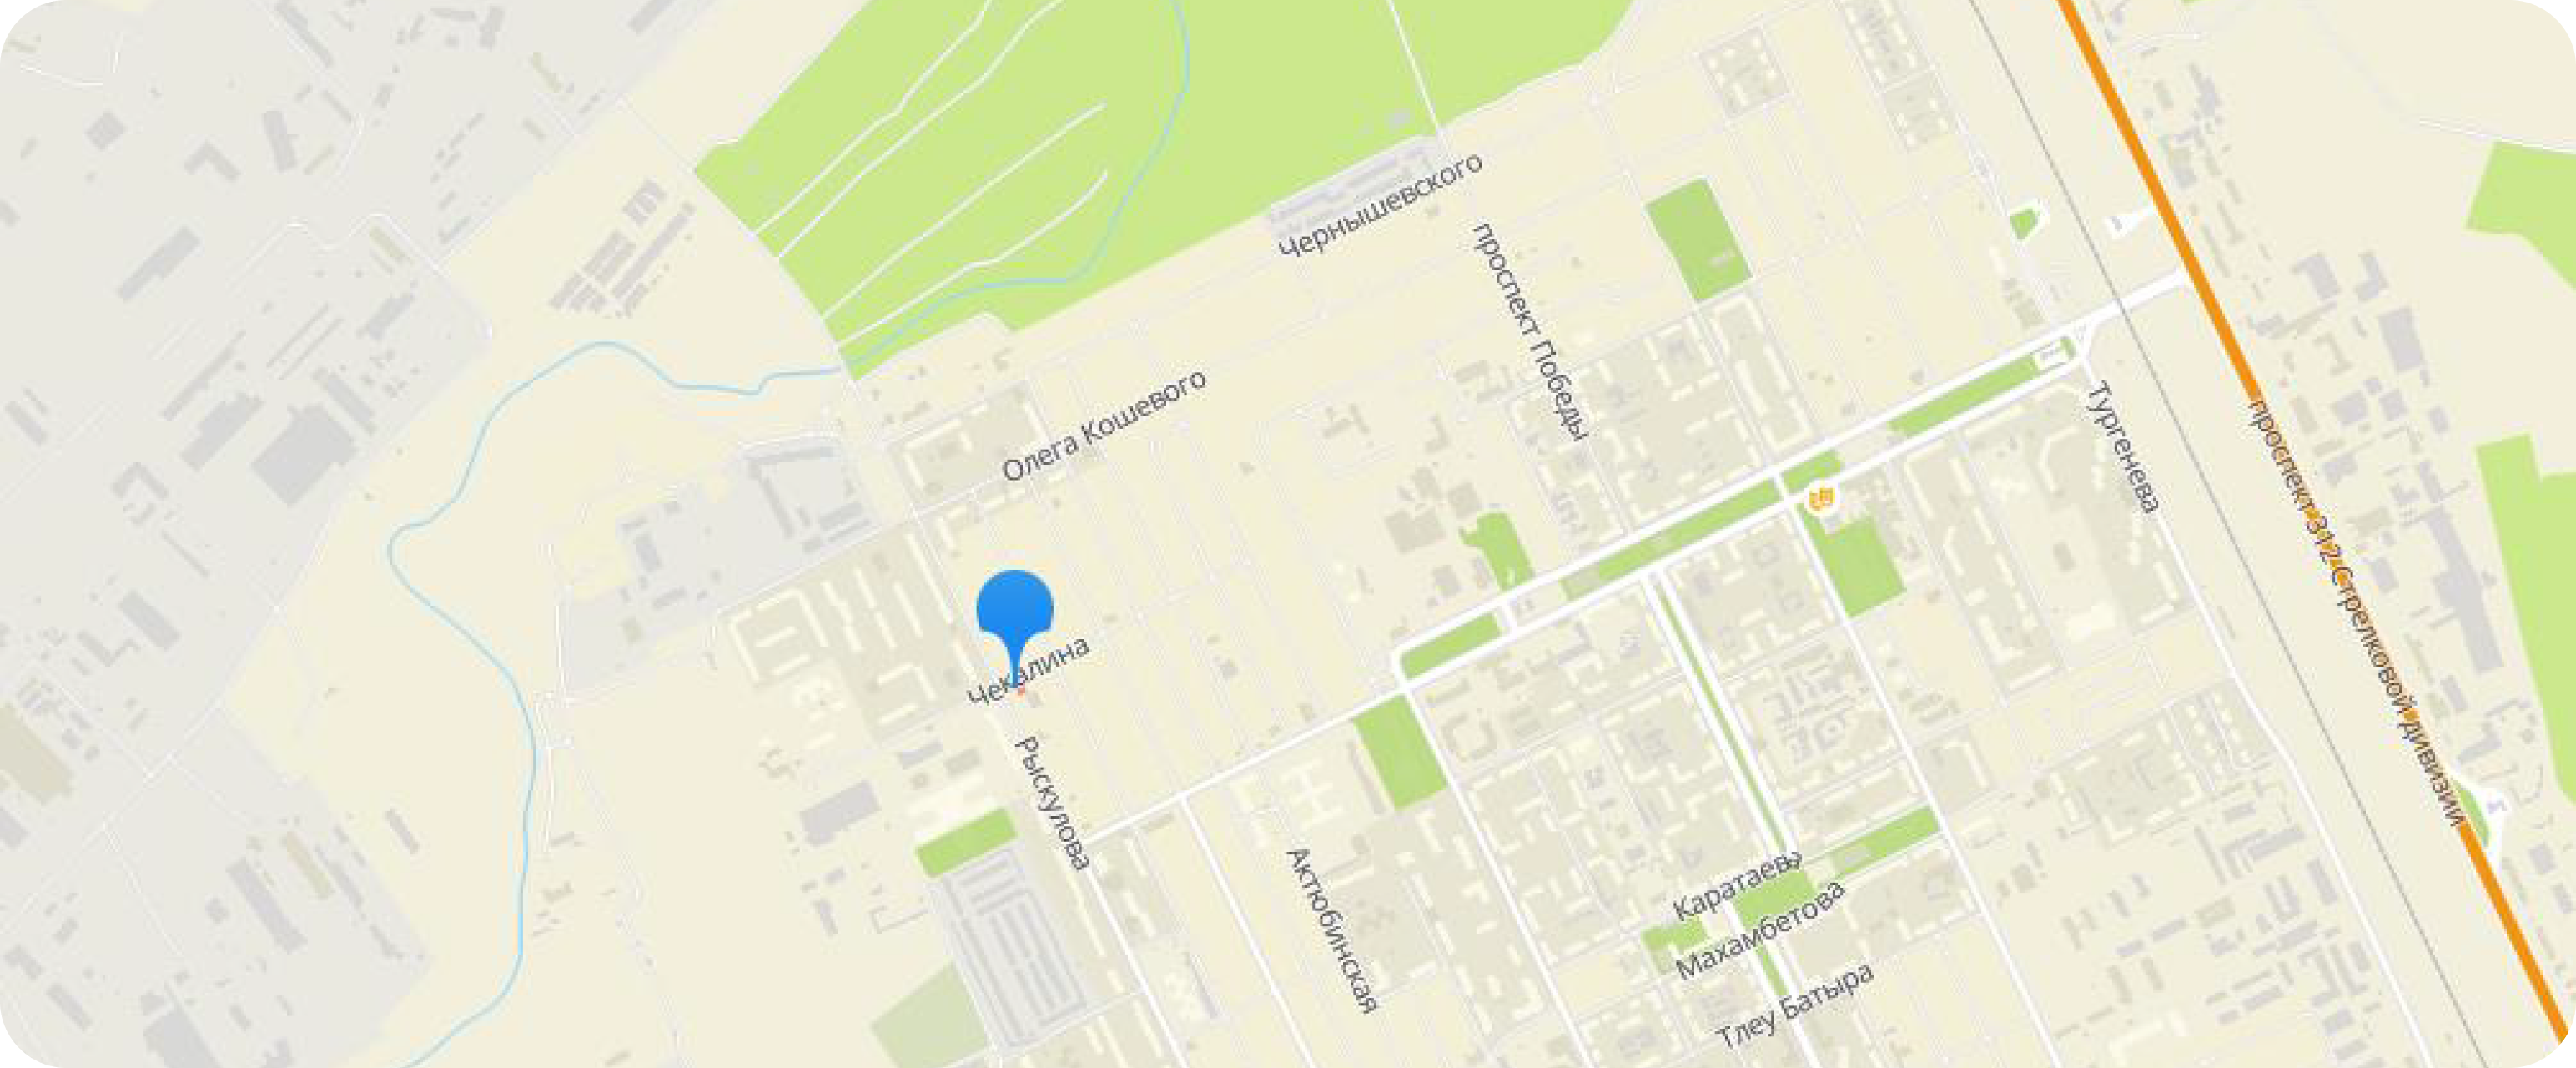 Чернышевского
проспект Победы
Олега Кошевого
Тургенева
проспект 312 Стрелковой дивизии
Чекалина
Рыскулова
Актюбинская
Каратаева
Махамбетова
Тлеу Батыра